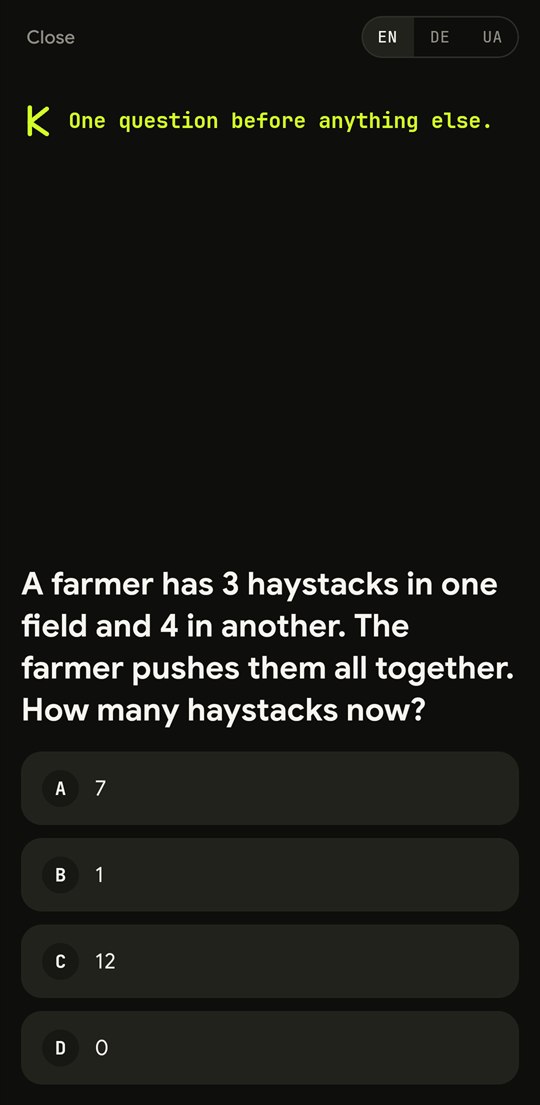 Close
EN DE UA
One question before anything else.
A farmer has 3 haystacks in one
field and 4 in another. The
farmer pushes them all together.
How many haystacks now?
A 7
B 1
C 12
D 0